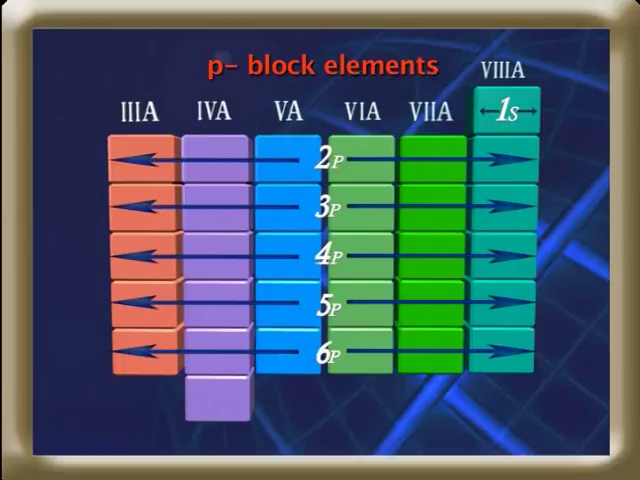 p- block elements
VIIIA
IIIA IVA VA VIA VIIA
1s
2P
3P
4P
5P
6P